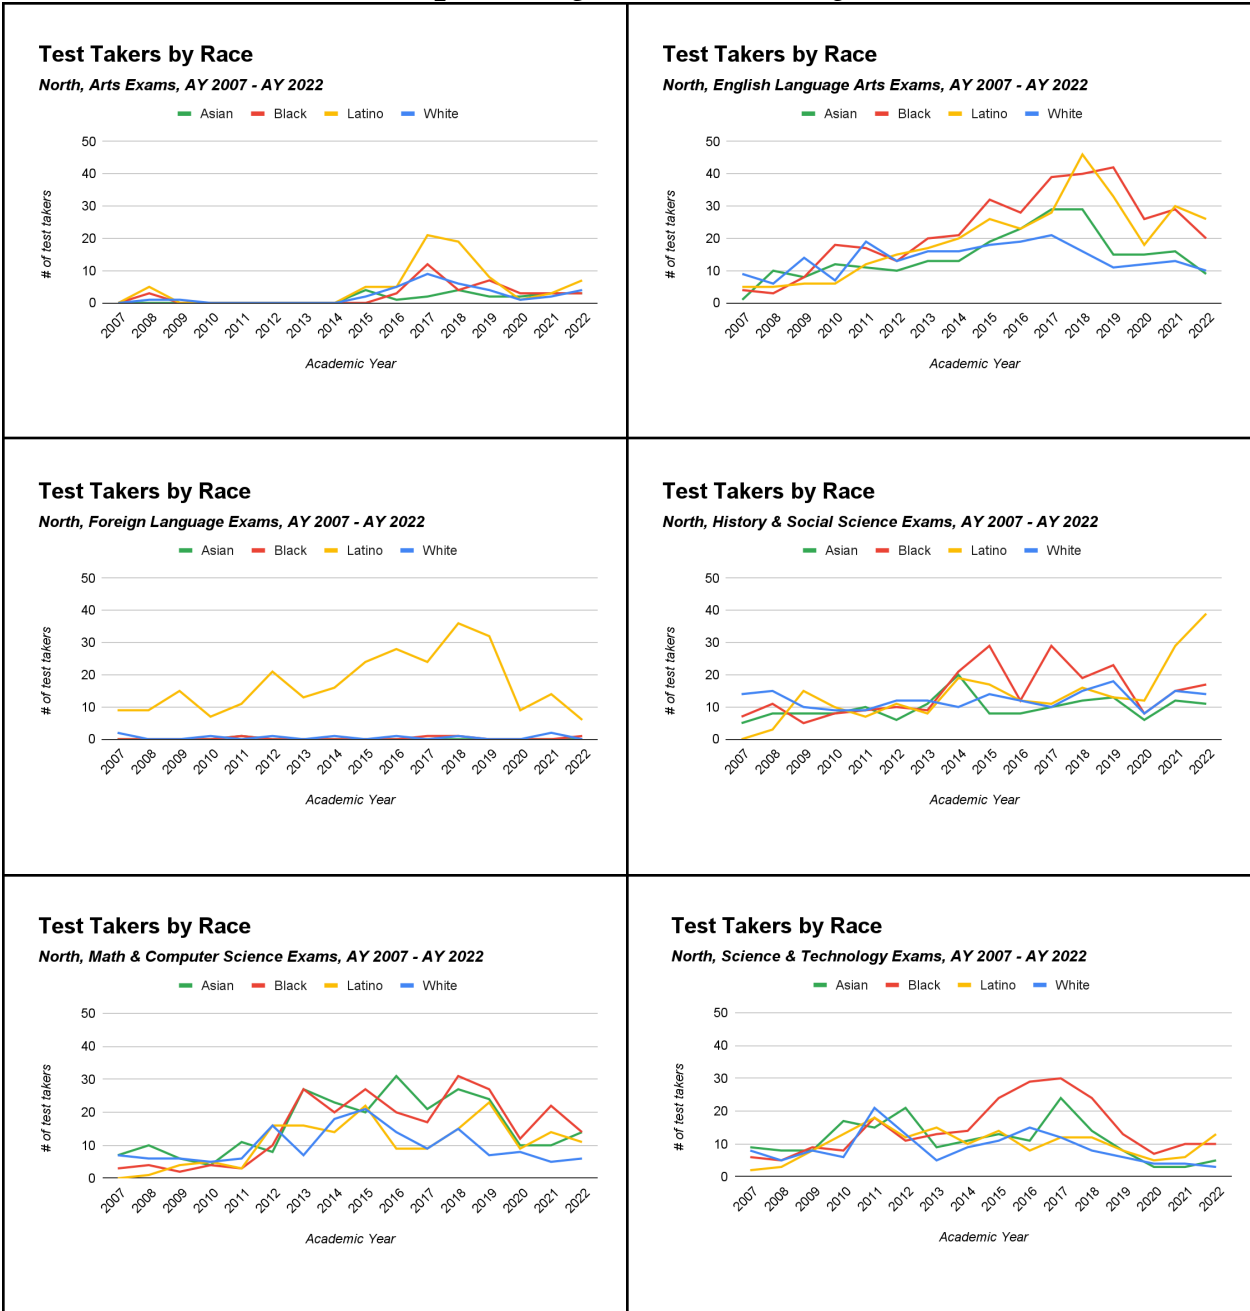 Test Takers by Race
North, Arts Exams, AY 2007 - AY 2022
Asian Black Latino White
50
40
30
20
10
0
# of test takers
2007 2008 2009 2010 2011 2012 2013 2014 2015 2016 2017 2018 2019 2020 2021 2022
Academic Year
Test Takers by Race
North, English Language Arts Exams, AY 2007 - AY 2022
Asian Black Latino White
50
40
30
20
10
0
# of test takers
2007 2008 2009 2010 2011 2012 2013 2014 2015 2016 2017 2018 2019 2020 2021 2022
Academic Year
Test Takers by Race
North, Foreign Language Exams, AY 2007 - AY 2022
Asian Black Latino White
50
40
30
20
10
0
# of test takers
2007 2008 2009 2010 2011 2012 2013 2014 2015 2016 2017 2018 2019 2020 2021 2022
Academic Year
Test Takers by Race
North, History & Social Science Exams, AY 2007 - AY 2022
Asian Black Latino White
50
40
30
20
10
0
# of test takers
2007 2008 2009 2010 2011 2012 2013 2014 2015 2016 2017 2018 2019 2020 2021 2022
Academic Year
Test Takers by Race
North, Math & Computer Science Exams, AY 2007 - AY 2022
Asian Black Latino White
50
40
30
20
10
0
# of test takers
2007 2008 2009 2010 2011 2012 2013 2014 2015 2016 2017 2018 2019 2020 2021 2022
Academic Year
Test Takers by Race
North, Science & Technology Exams, AY 2007 - AY 2022
Asian Black Latino White
50
40
30
20
10
0
# of test takers
2007 2008 2009 2010 2011 2012 2013 2014 2015 2016 2017 2018 2019 2020 2021 2022
Academic Year